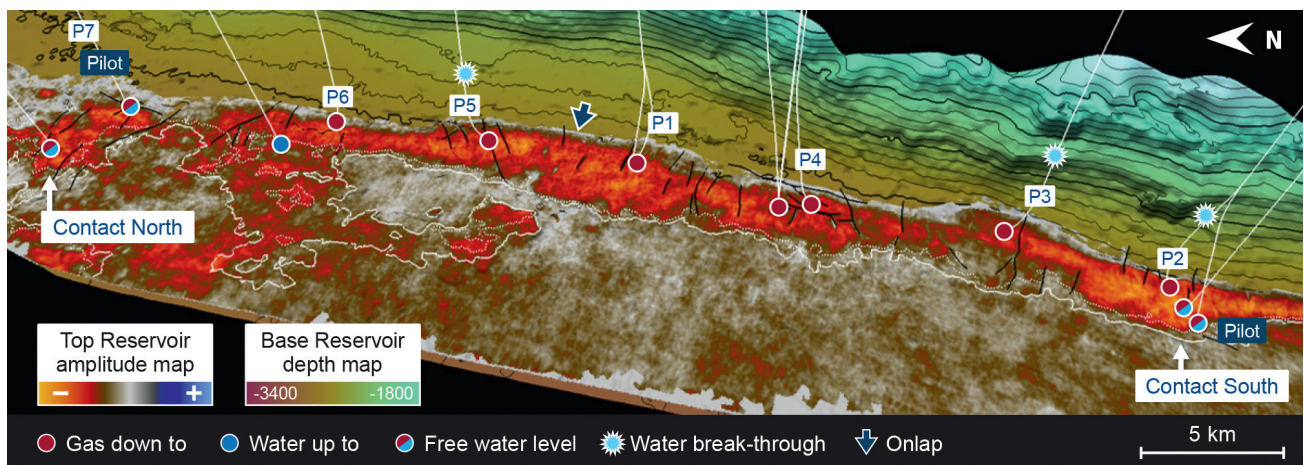 P7
N
Pilot
P6
P5
P1
P4
P3
Contact North
P2
Pilot
Contact South
Top Reservoir
amplitude map
− +
Base Reservoir
depth map
-3400 -1800
Gas down to
Water up to
Free water level
Water break-through
Onlap
5 km